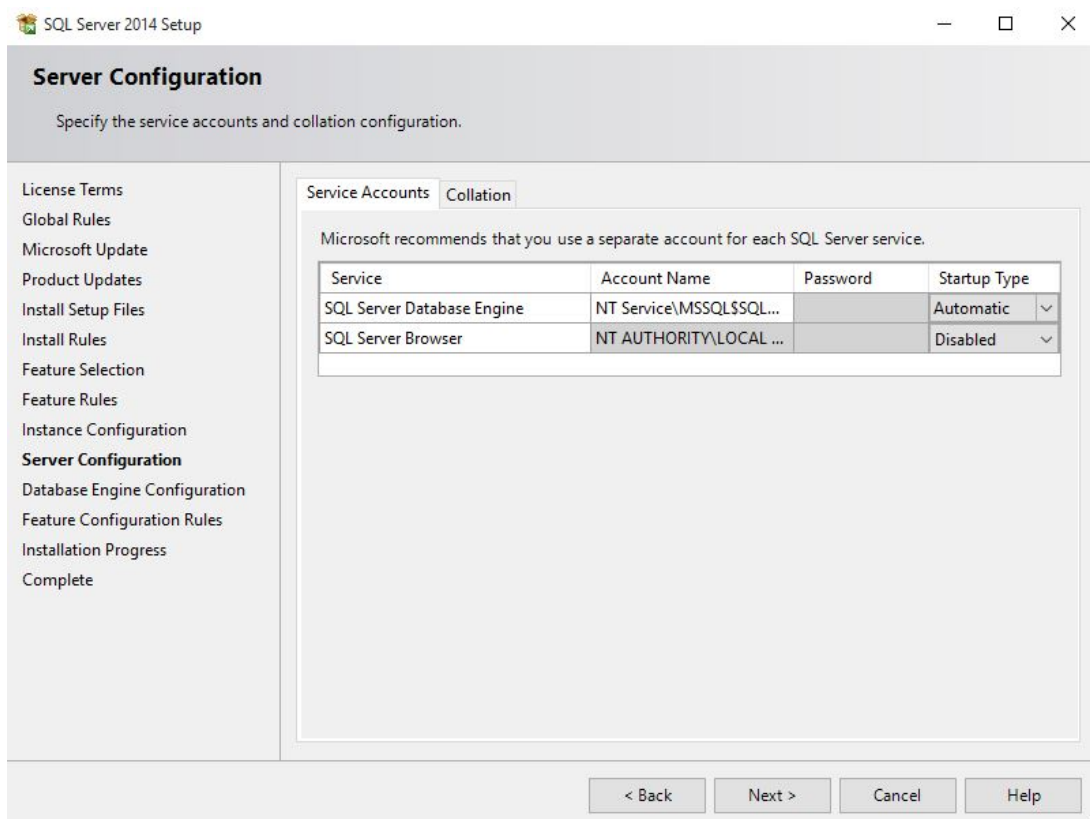 SQL Server 2014 Setup
Server Configuration
Specify the service accounts and collation configuration.
License Terms
Global Rules
Microsoft Update
Product Updates
Install Setup Files
Install Rules
Feature Selection
Feature Rules
Instance Configuration
Server Configuration
Database Engine Configuration
Feature Configuration Rules
Installation Progress
Complete
Service Accounts Collation
Microsoft recommends that you use a separate account for each SQL Server service.
Service Account Name Password Startup Type
SQL Server Database Engine NT Service\MSSQL$SQL... Automatic
SQL Server Browser NT AUTHORITY\LOCAL ... Disabled
< Back Next > Cancel Help